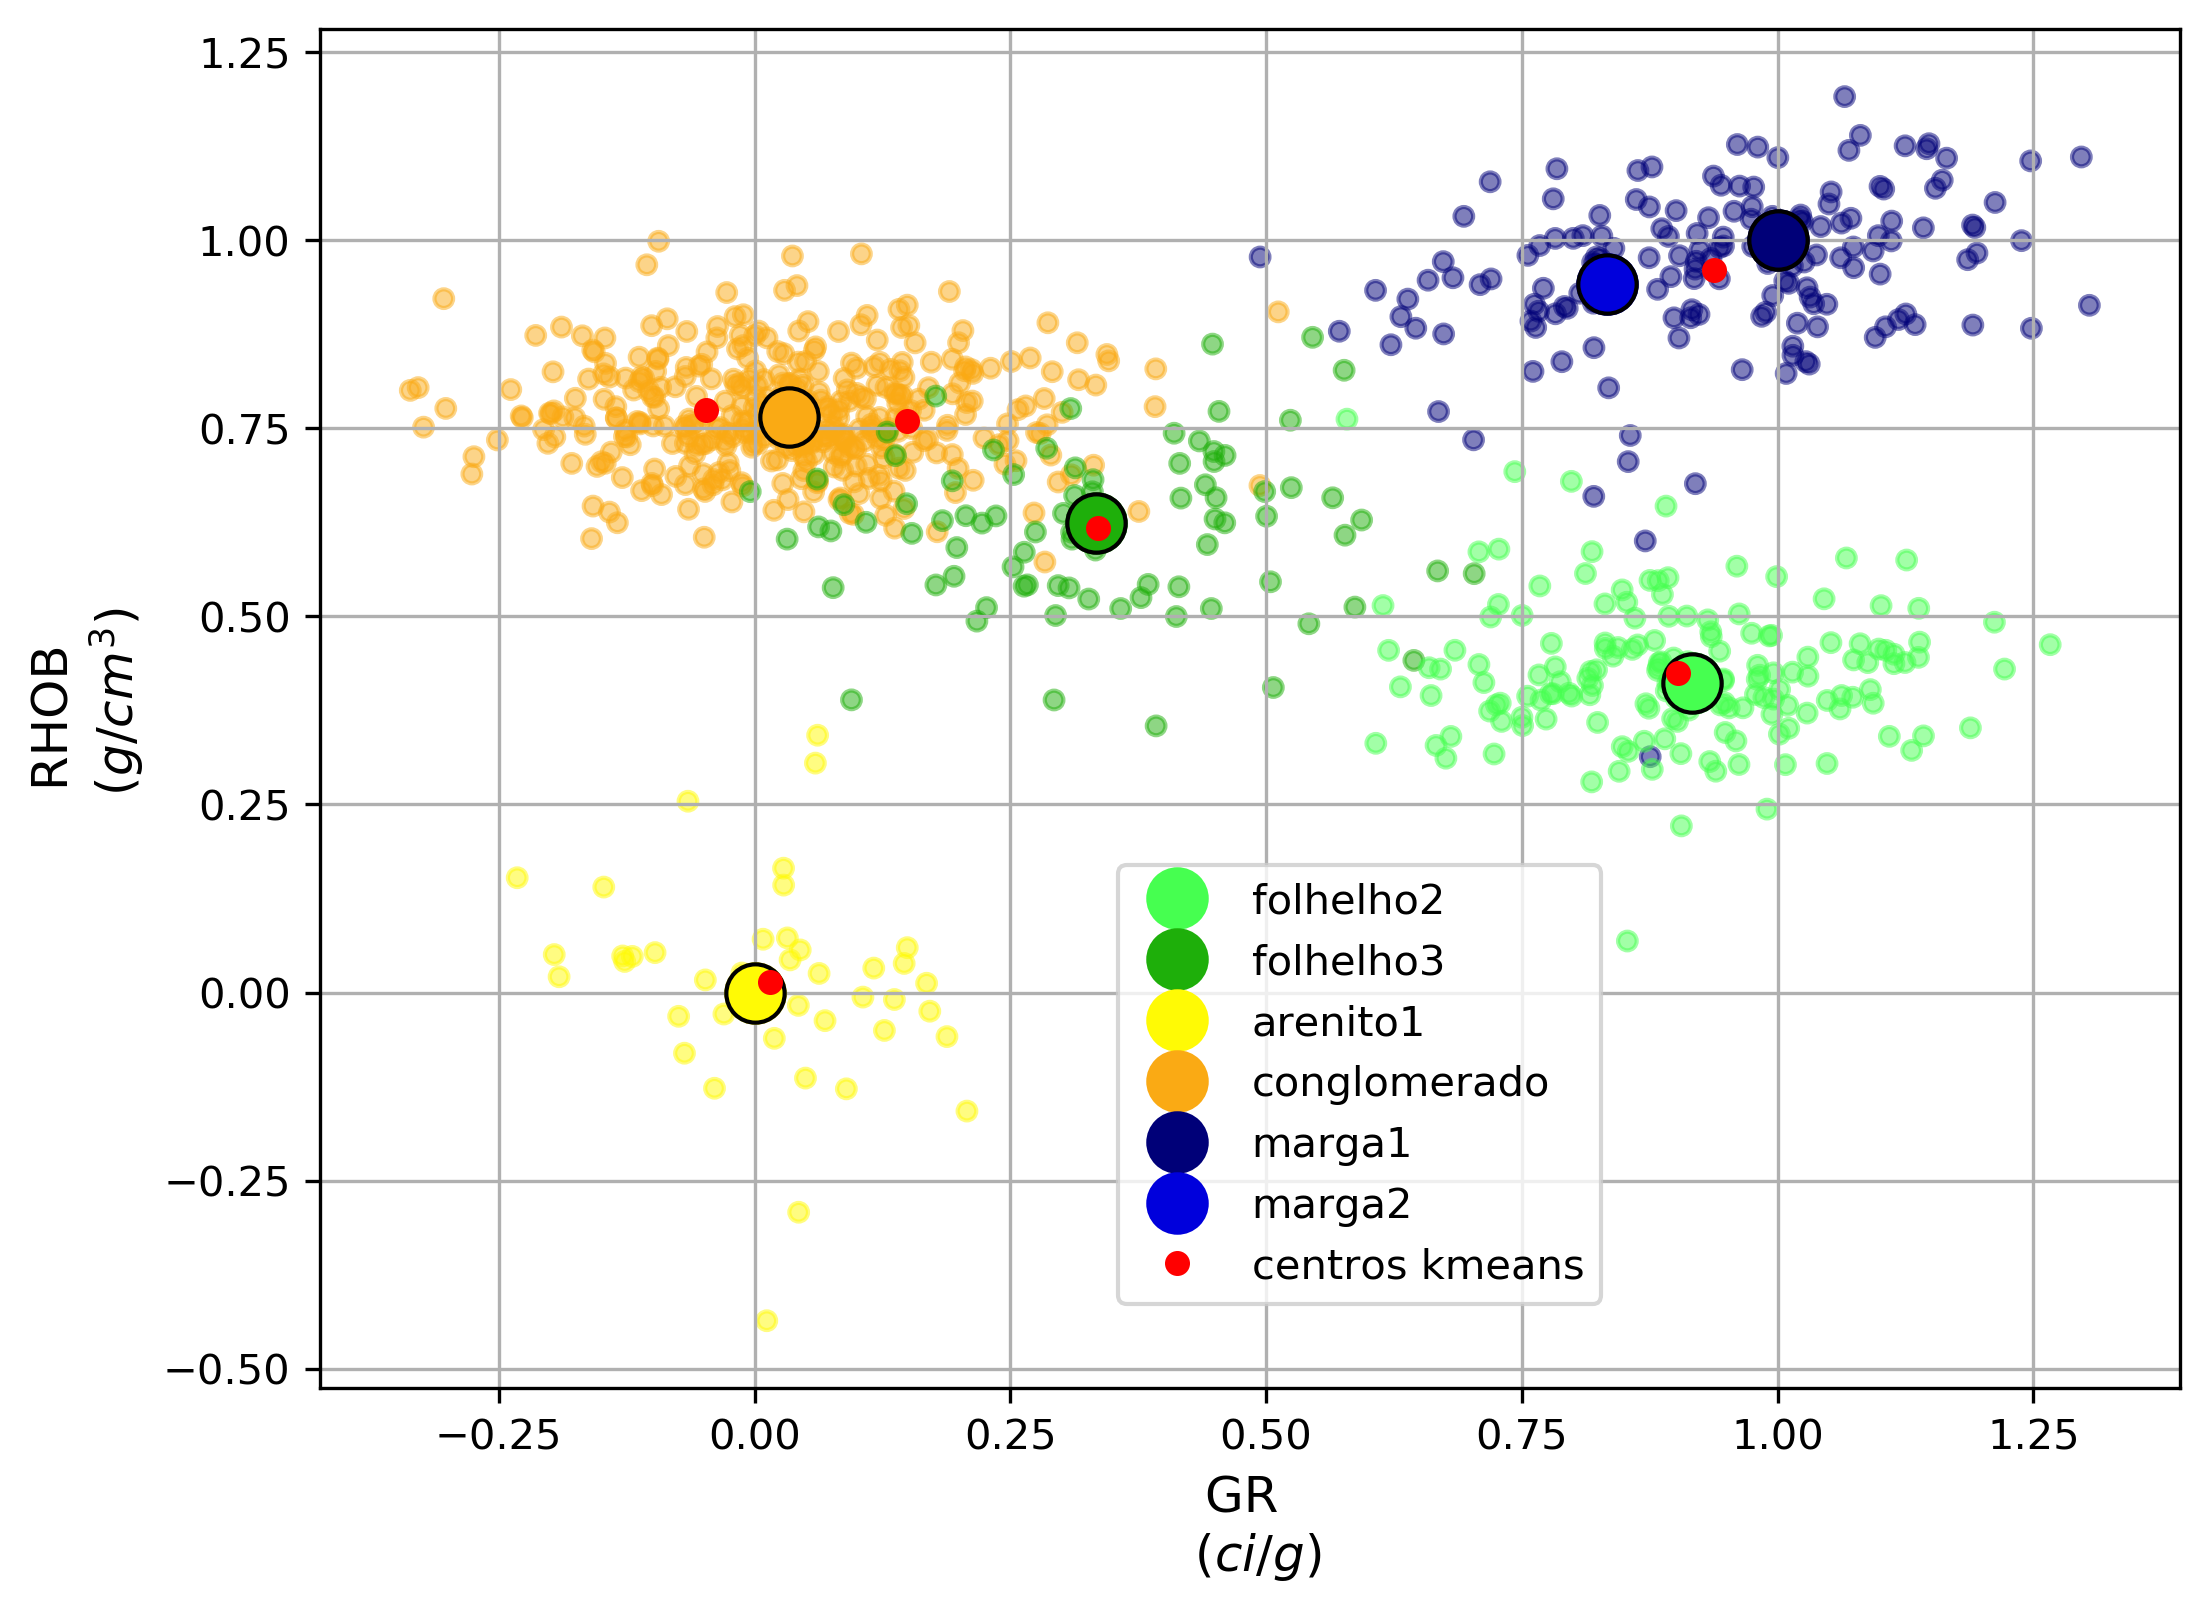 1.25
1.00
0.75
0.50
0.25
0.00
−0.25
−0.50
RHOB
(g/cm³)
folhelho2
folhelho3
arenito1
conglomerado
marga1
marga2
centros kmeans
−0.25 0.00 0.25 0.50 0.75 1.00 1.25
GR
(ci/g)